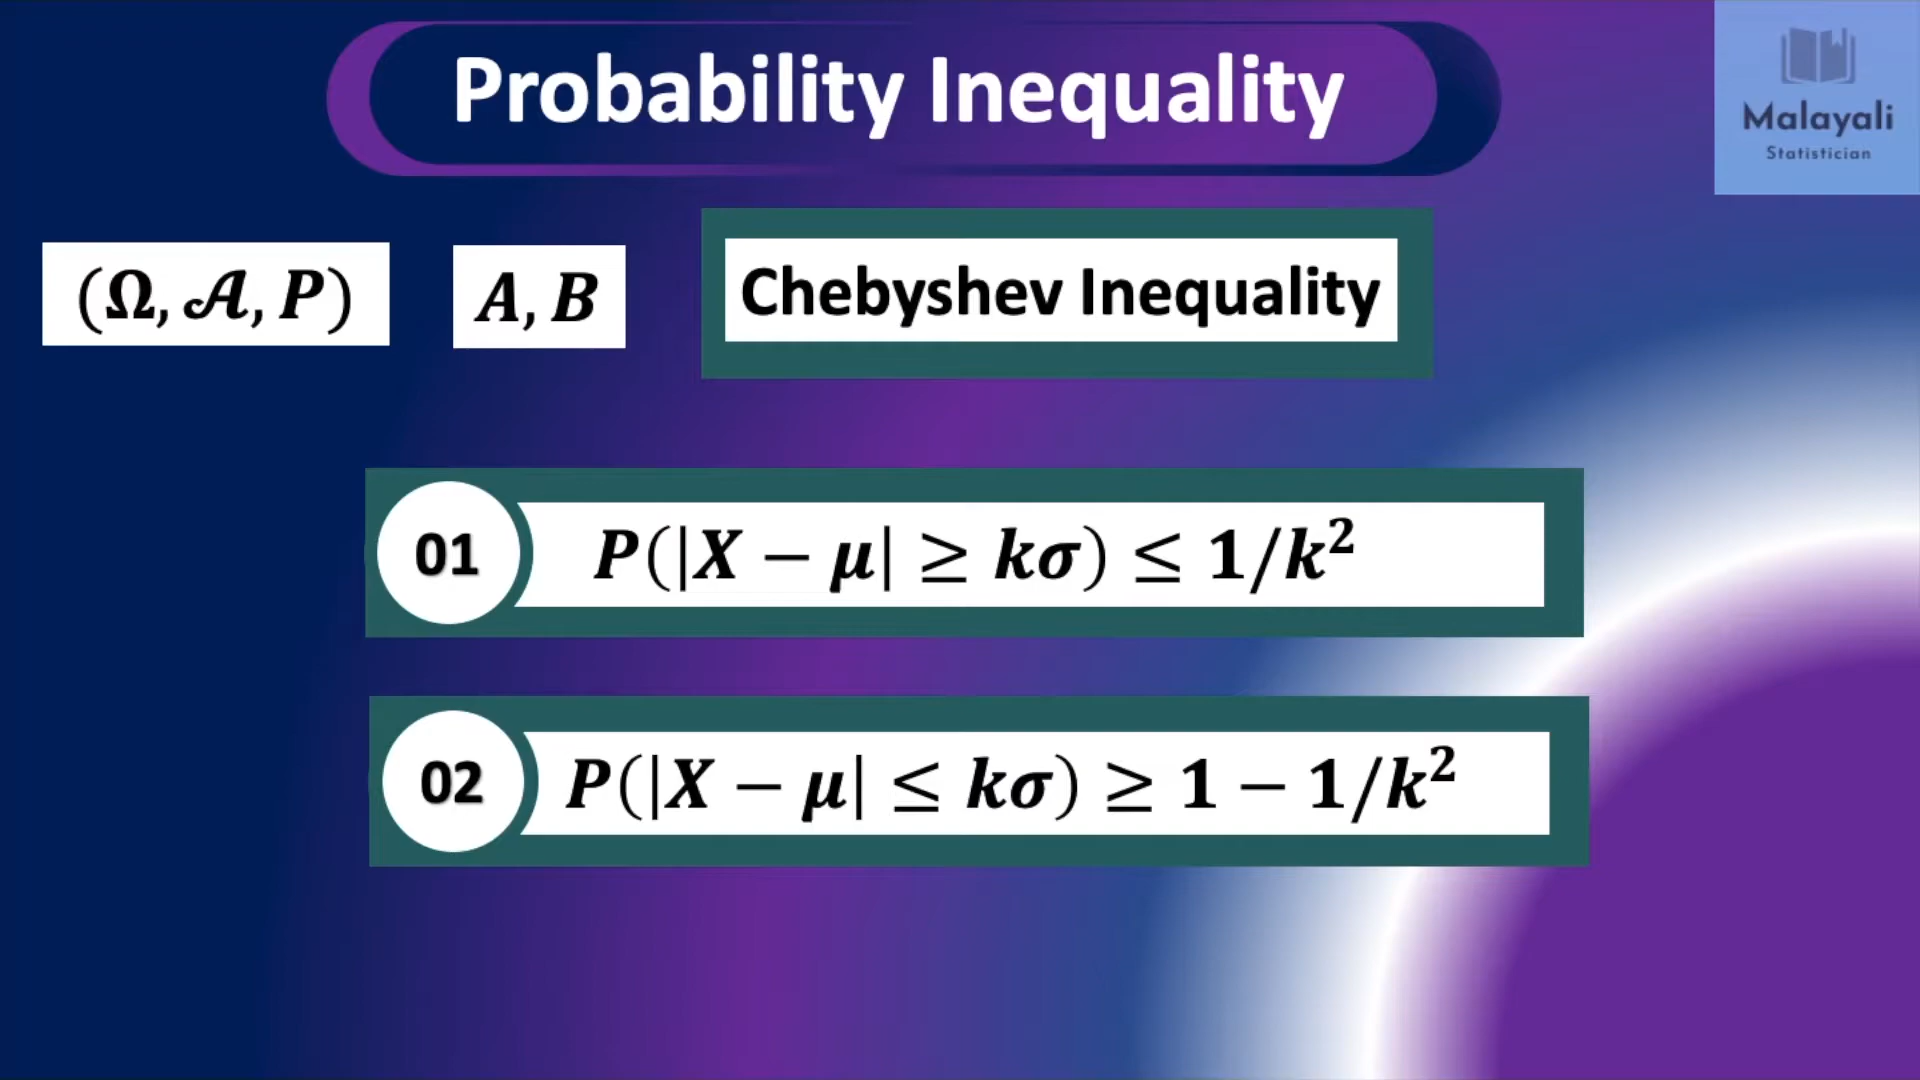 Probability Inequality
Malayali
Statistician
(Ω, 𝒜, P)
A, B
Chebyshev Inequality
01
P(|X − μ| ≥ kσ) ≤ 1/k²
02
P(|X − μ| ≤ kσ) ≥ 1 − 1/k²